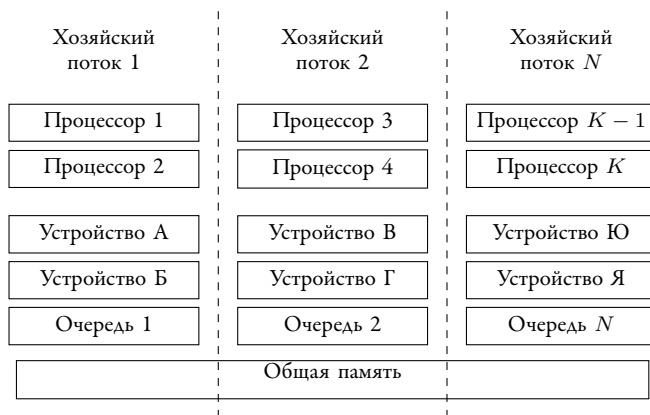 Хозяйский
поток 1
Хозяйский
поток 2
Хозяйский
поток N
Процессор 1
Процессор 3
Процессор K − 1
Процессор 2
Процессор 4
Процессор K
Устройство А
Устройство В
Устройство Ю
Устройство Б
Устройство Г
Устройство Я
Очередь 1
Очередь 2
Очередь N
Общая память